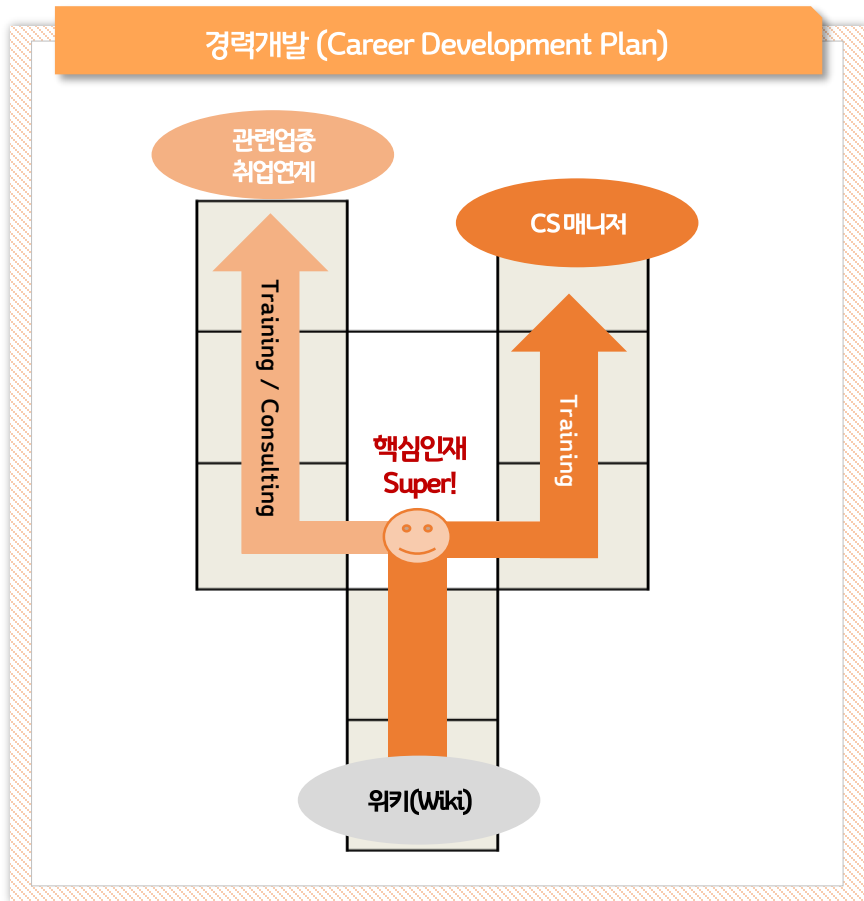 경력개발 (Career Development Plan)
관련업종
취업연계
CS 매니저
Training / Consulting
Training
핵심인재
Super!
위키(Wiki)